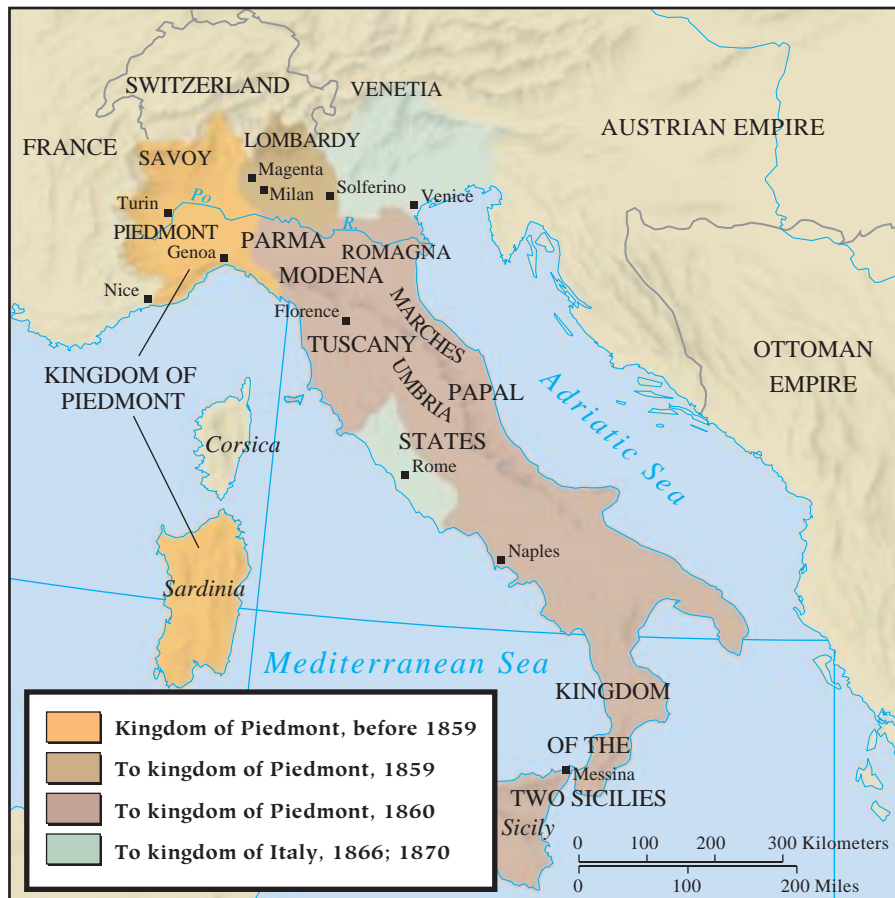 SWITZERLAND
VENETIA
AUSTRIAN EMPIRE
FRANCE
LOMBARDY
SAVOY
Magenta
Milan
Solferino
Turin
Po
R.
Venice
PIEDMONT
PARMA
ROMAGNA
Genoa
MODENA
Nice
Florence
MARCHES
TUSCANY
OTTOMAN
EMPIRE
KINGDOM OF
PIEDMONT
UMBRIA
PAPAL
STATES
Adriatic Sea
Corsica
Rome
Naples
Sardinia
Mediterranean Sea
KINGDOM
OF THE
TWO SICILIES
Messina
Sicily
Kingdom of Piedmont, before 1859
To kingdom of Piedmont, 1859
To kingdom of Piedmont, 1860
To kingdom of Italy, 1866; 1870
0 100 200 300 Kilometers
0 100 200 Miles